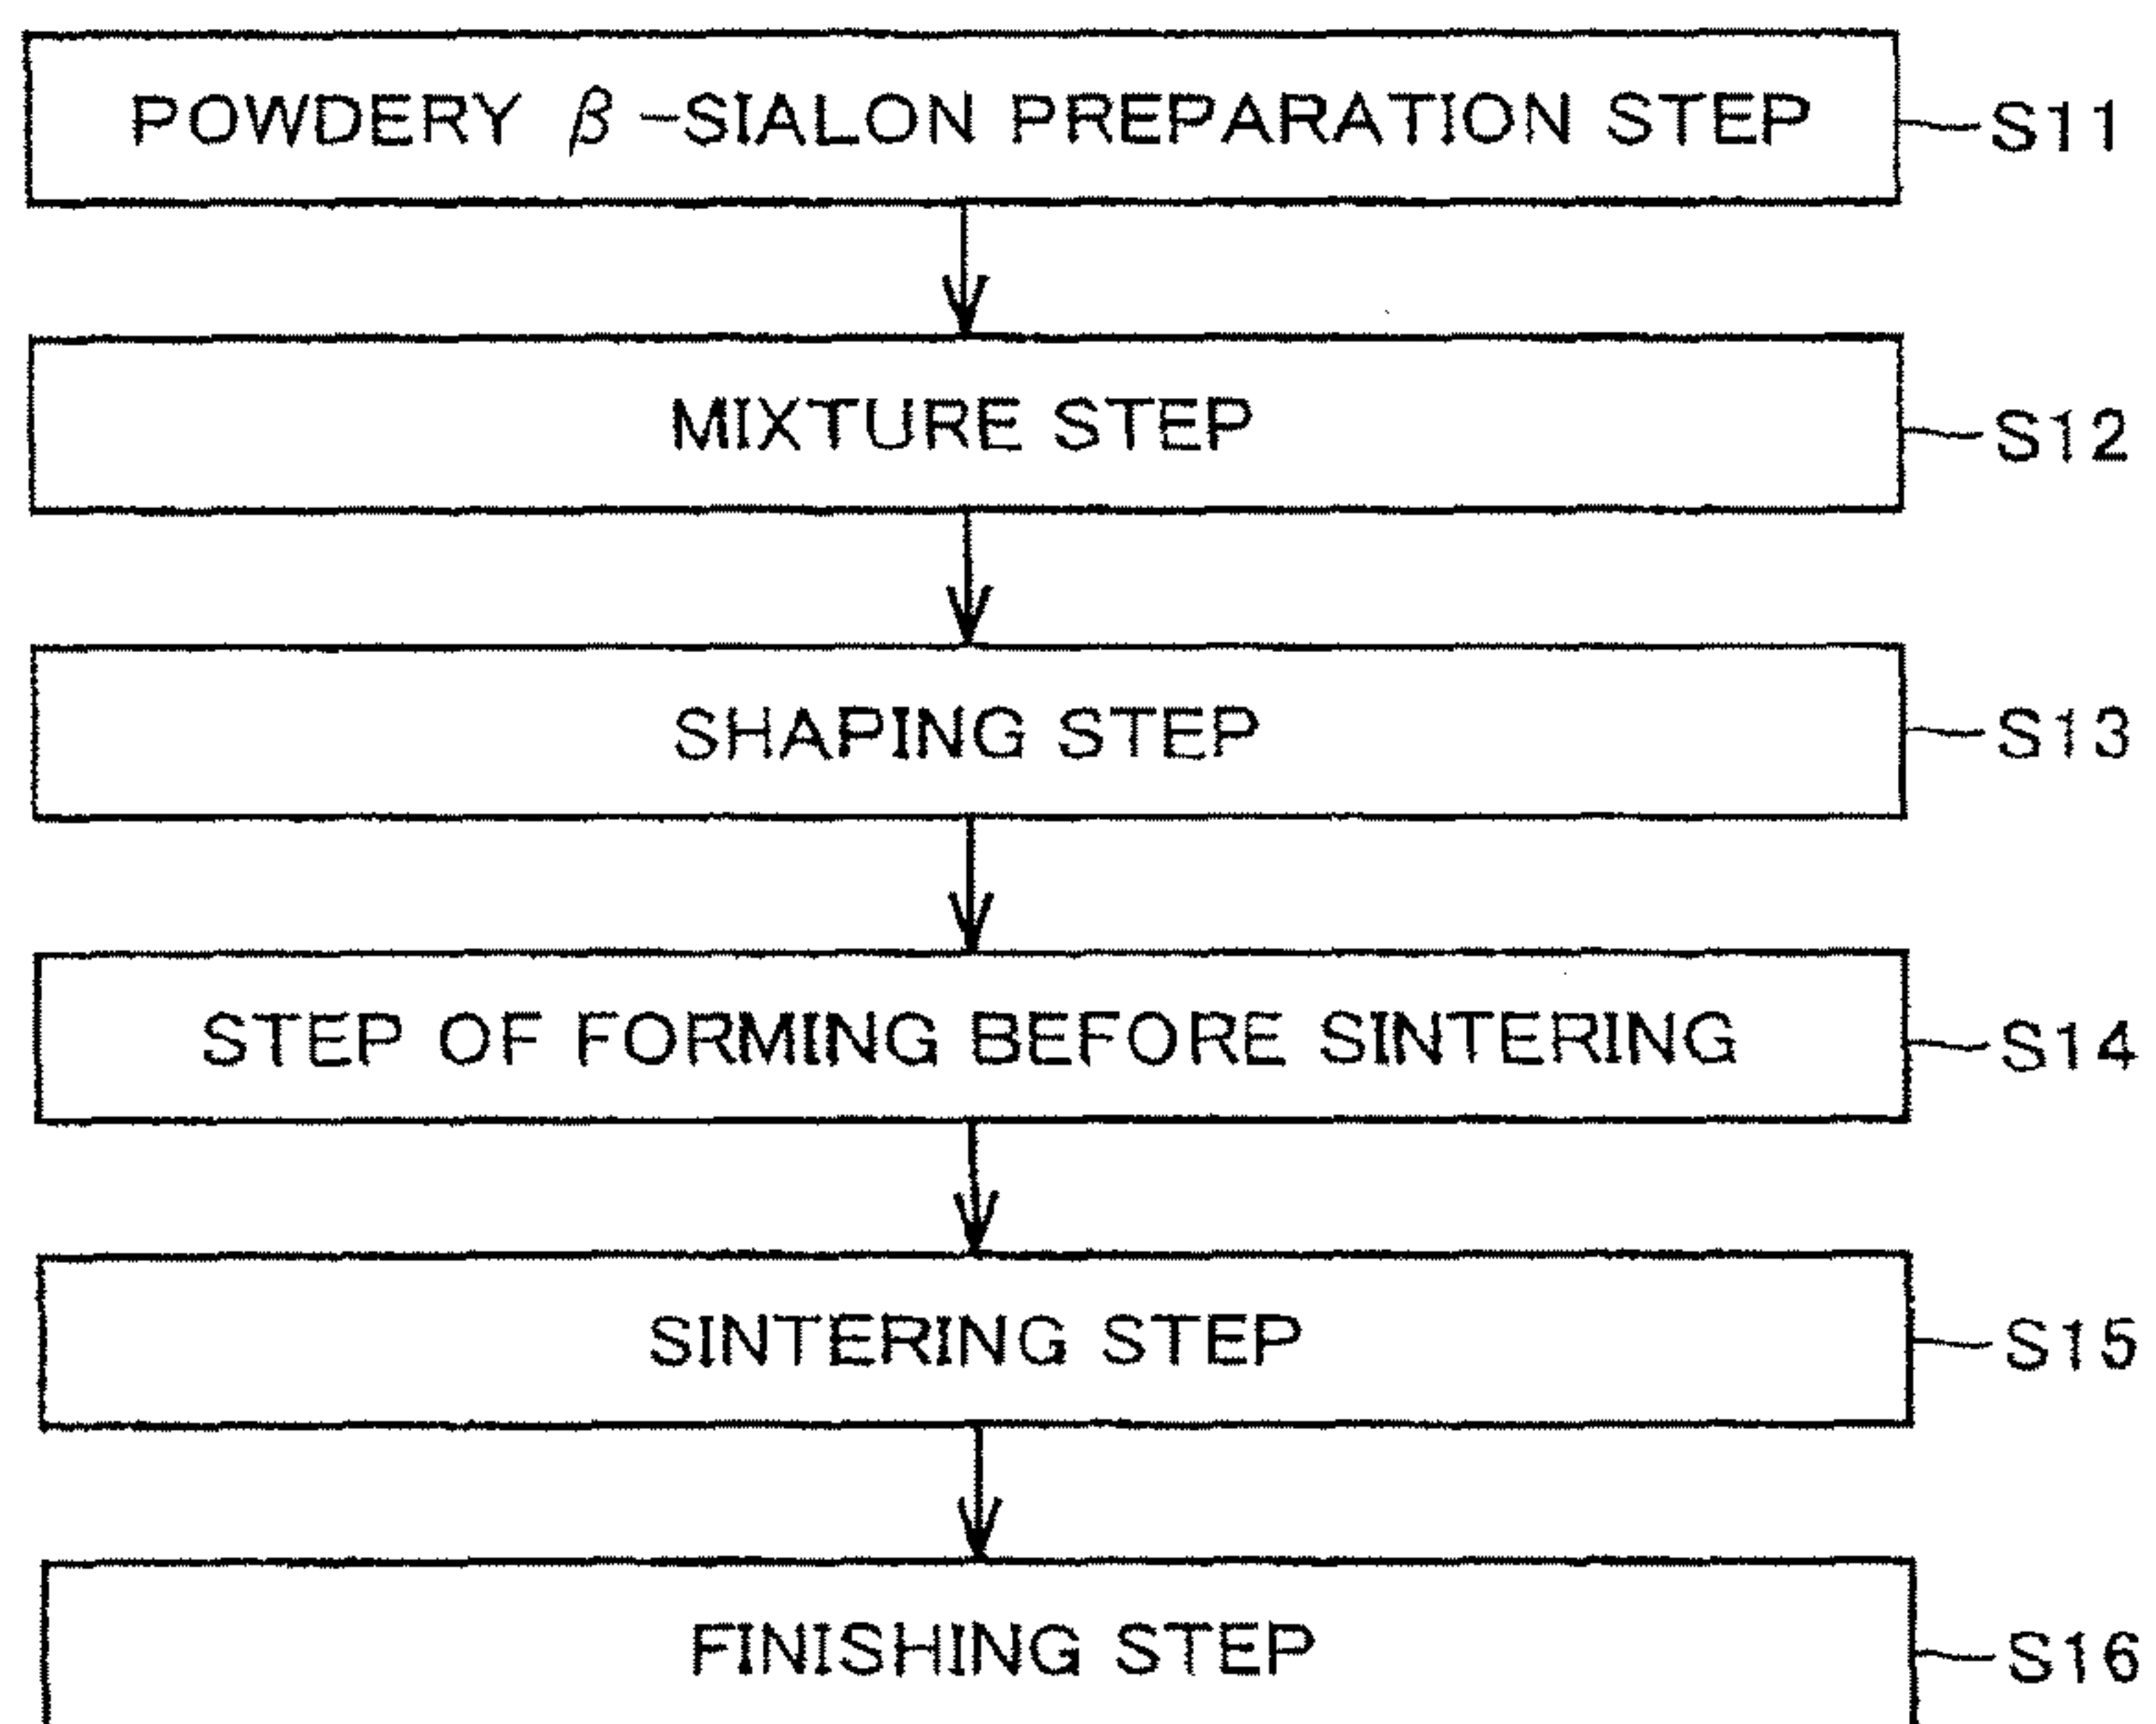 POWDERY β-SIALON PREPARATION STEP S11
MIXTURE STEP S12
SHAPING STEP S13
STEP OF FORMING BEFORE SINTERING S14
SINTERING STEP S15
FINISHING STEP S16